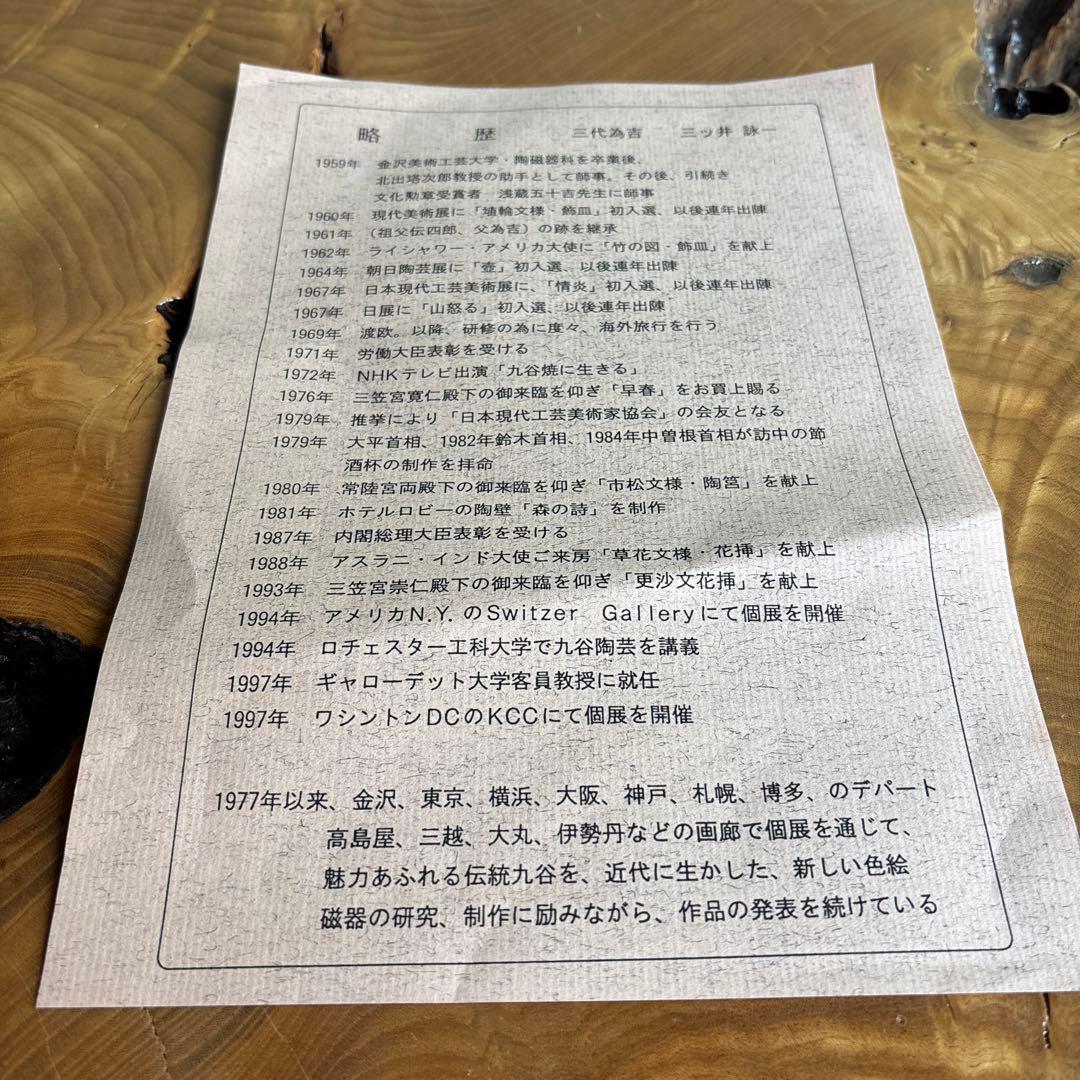 略　歴　三代為吉　三ッ井 詠一
1959年　金沢美術工芸大学・陶磁器科を卒業後、
北出塔次郎教授の助手として師事。その後、引続き
文化勲章受賞者　浅蔵五十吉先生に師事
1960年　現代美術展に「埴輪文様・飾皿」初入選、以後連年出陳
1961年　（祖父伝四郎、父為吉）の跡を継承
1962年　ライシャワー・アメリカ大使に「竹の図・飾皿」を献上
1964年　朝日陶芸展に「壺」初入選、以後連年出陳
1967年　日本現代工芸美術展に、「情炎」初入選、以後連年出陳
1967年　日展に「山怒る」初入選、以後連年出陳
1969年　渡欧。以降、研修の為に度々、海外旅行を行う
1971年　労働大臣表彰を受ける
1972年　NHKテレビ出演「九谷焼に生きる」
1976年　三笠宮寛仁殿下の御来臨を仰ぎ「早春」をお買上賜る
1979年　推挙により「日本現代工芸美術家協会」の会友となる
1979年　大平首相、1982年鈴木首相、1984年中曽根首相が訪中の節
酒杯の制作を拝命
1980年　常陸宮両殿下の御来臨を仰ぎ「市松文様・陶筥」を献上
1981年　ホテルロビーの陶壁「森の詩」を制作
1987年　内閣総理大臣表彰を受ける
1988年　アスラニ・インド大使ご来房「草花文様・花挿」を献上
1993年　三笠宮崇仁殿下の御来臨を仰ぎ「更沙文花挿」を献上
1994年　アメリカN.Y.のSwitzer Galleryにて個展を開催
1994年　ロチェスター工科大学で九谷陶芸を講義
1997年　ギャローデット大学客員教授に就任
1997年　ワシントンDCのKCCにて個展を開催
1977年以来、金沢、東京、横浜、大阪、神戸、札幌、博多、のデパート
高島屋、三越、大丸、伊勢丹などの画廊で個展を通じて、
魅力あふれる伝統九谷を、近代に生かした、新しい色絵
磁器の研究、制作に励みながら、作品の発表を続けている